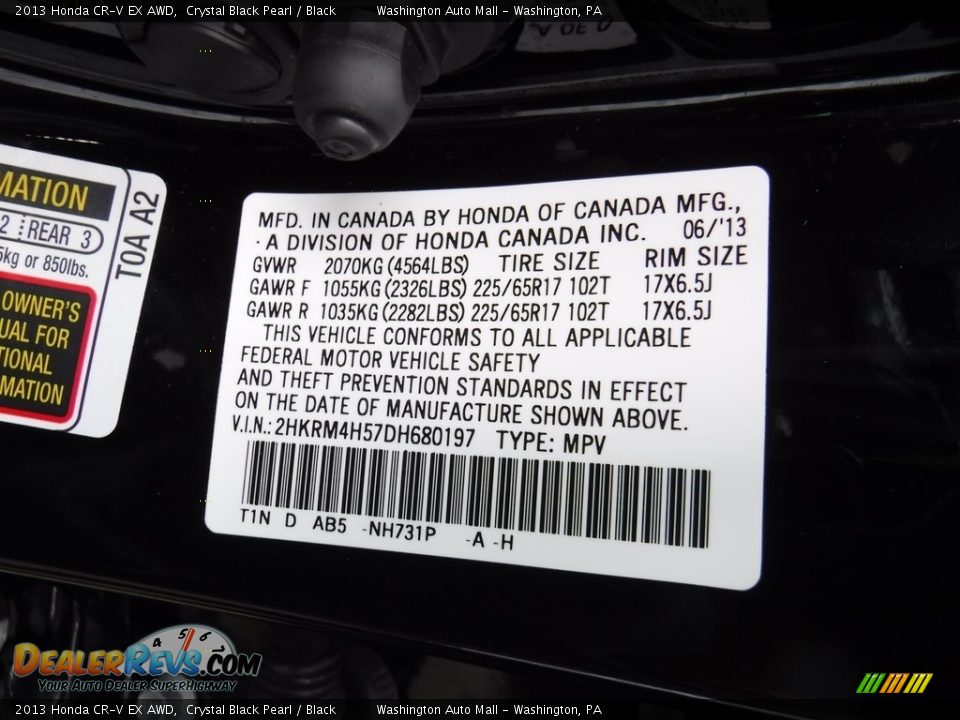 2013 Honda CR-V EX AWD, Crystal Black Pearl / Black Washington Auto Mall - Washington, PA
MATION
2 REAR 3
5kg or 850lbs.
T0A A2
OWNER'S
UAL FOR
TIONAL
MATION
MFD. IN CANADA BY HONDA OF CANADA MFG.,
A DIVISION OF HONDA CANADA INC. 06/'13
GVWR 2070KG (4564LBS) TIRE SIZE RIM SIZE
GAWR F 1055KG (2326LBS) 225/65R17 102T 17X6.5J
GAWR R 1035KG (2282LBS) 225/65R17 102T 17X6.5J
THIS VEHICLE CONFORMS TO ALL APPLICABLE
FEDERAL MOTOR VEHICLE SAFETY
AND THEFT PREVENTION STANDARDS IN EFFECT
ON THE DATE OF MANUFACTURE SHOWN ABOVE.
V.I.N.: 2HKRM4H57DH680197 TYPE: MPV
T1N D AB5 -NH731P -A -H
4 5 6
DEALERREVS.COM
YOUR AUTO DEALER SUPERHIGHWAY
2013 Honda CR-V EX AWD, Crystal Black Pearl / Black Washington Auto Mall - Washington, PA